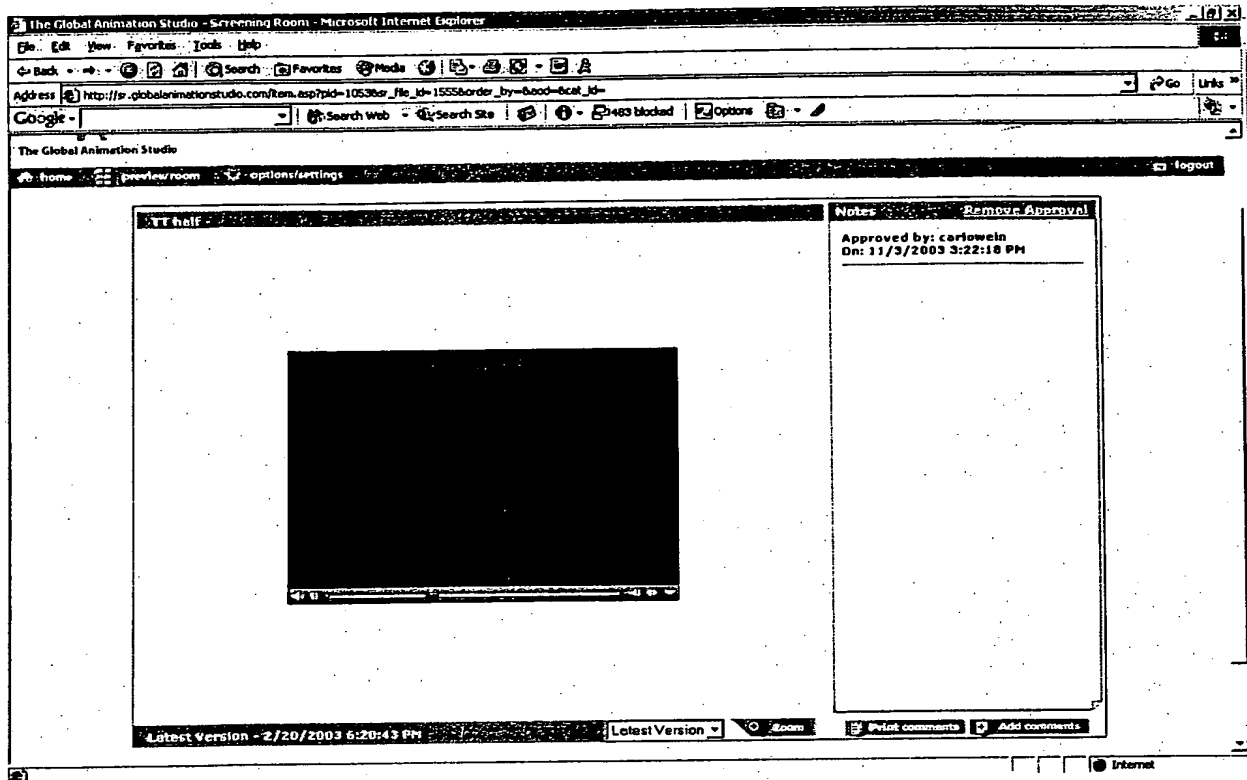 The Global Animation Studio - Screening Room - Microsoft Internet Explorer
File Edit View Favorites Tools Help
Back Search Favorites Media
Address http://sr.globalanimationstudio.com/item.asp?pid=1053&sr_file_id=1555&order_by=&aod=&cat_id= Go Links »
Google Search Web Search Site 1483 blocked Options
The Global Animation Studio
home preview room options/settings logout
TT half - Notes Remove Approval
Approved by: carlowein
On: 11/3/2003 3:22:18 PM
Latest Version - 2/20/2003 6:20:43 PM Latest Version Zoom Print comments Add comments
Internet